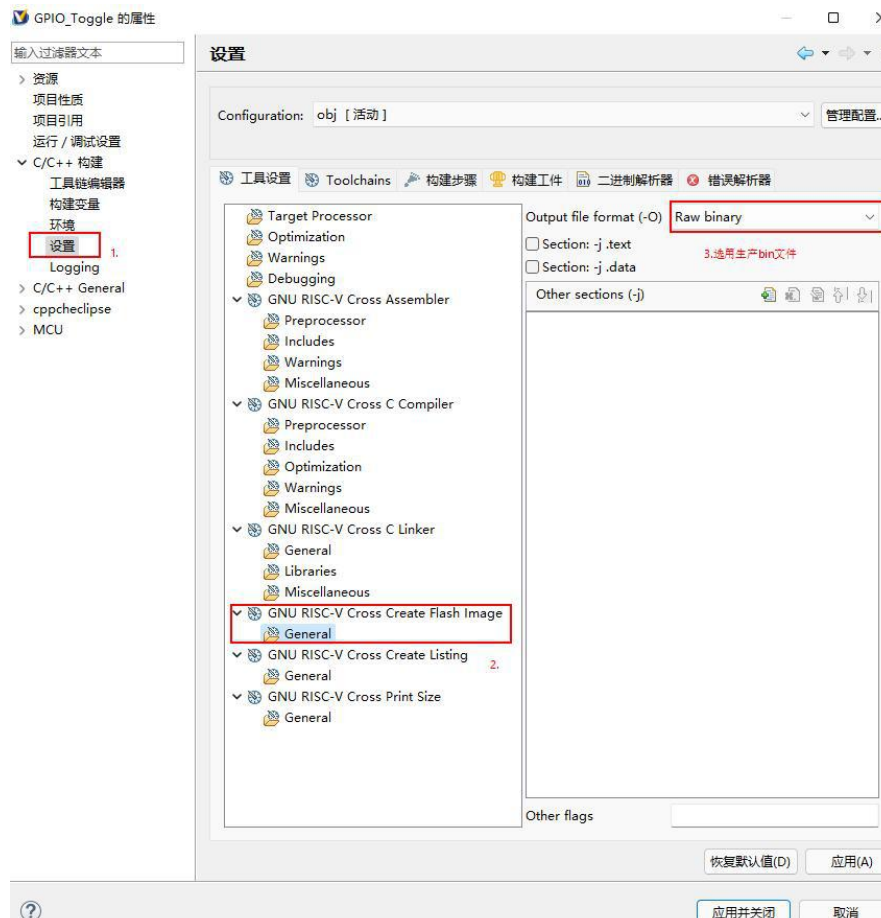 GPIO_Toggle 的属性
输入过滤器文本
资源
项目性质
项目引用
运行 / 调试设置
C/C++ 构建
工具链编辑器
构建变量
环境
设置
1.
Logging
C/C++ General
cppcheclipse
MCU
设置
Configuration:
obj [ 活动 ]
管理配置...
工具设置
Toolchains
构建步骤
构建工件
二进制解析器
错误解析器
Target Processor
Optimization
Warnings
Debugging
GNU RISC-V Cross Assembler
Preprocessor
Includes
Warnings
Miscellaneous
GNU RISC-V Cross C Compiler
Preprocessor
Includes
Optimization
Warnings
Miscellaneous
GNU RISC-V Cross C Linker
General
Libraries
Miscellaneous
GNU RISC-V Cross Create Flash Image
General
2.
GNU RISC-V Cross Create Listing
General
GNU RISC-V Cross Print Size
General
Output file format (-O)
Raw binary
Section: -j .text
3.选用生产bin文件
Section: -j .data
Other sections (-j)
Other flags
恢复默认值(D)
应用(A)
应用并关闭
取消